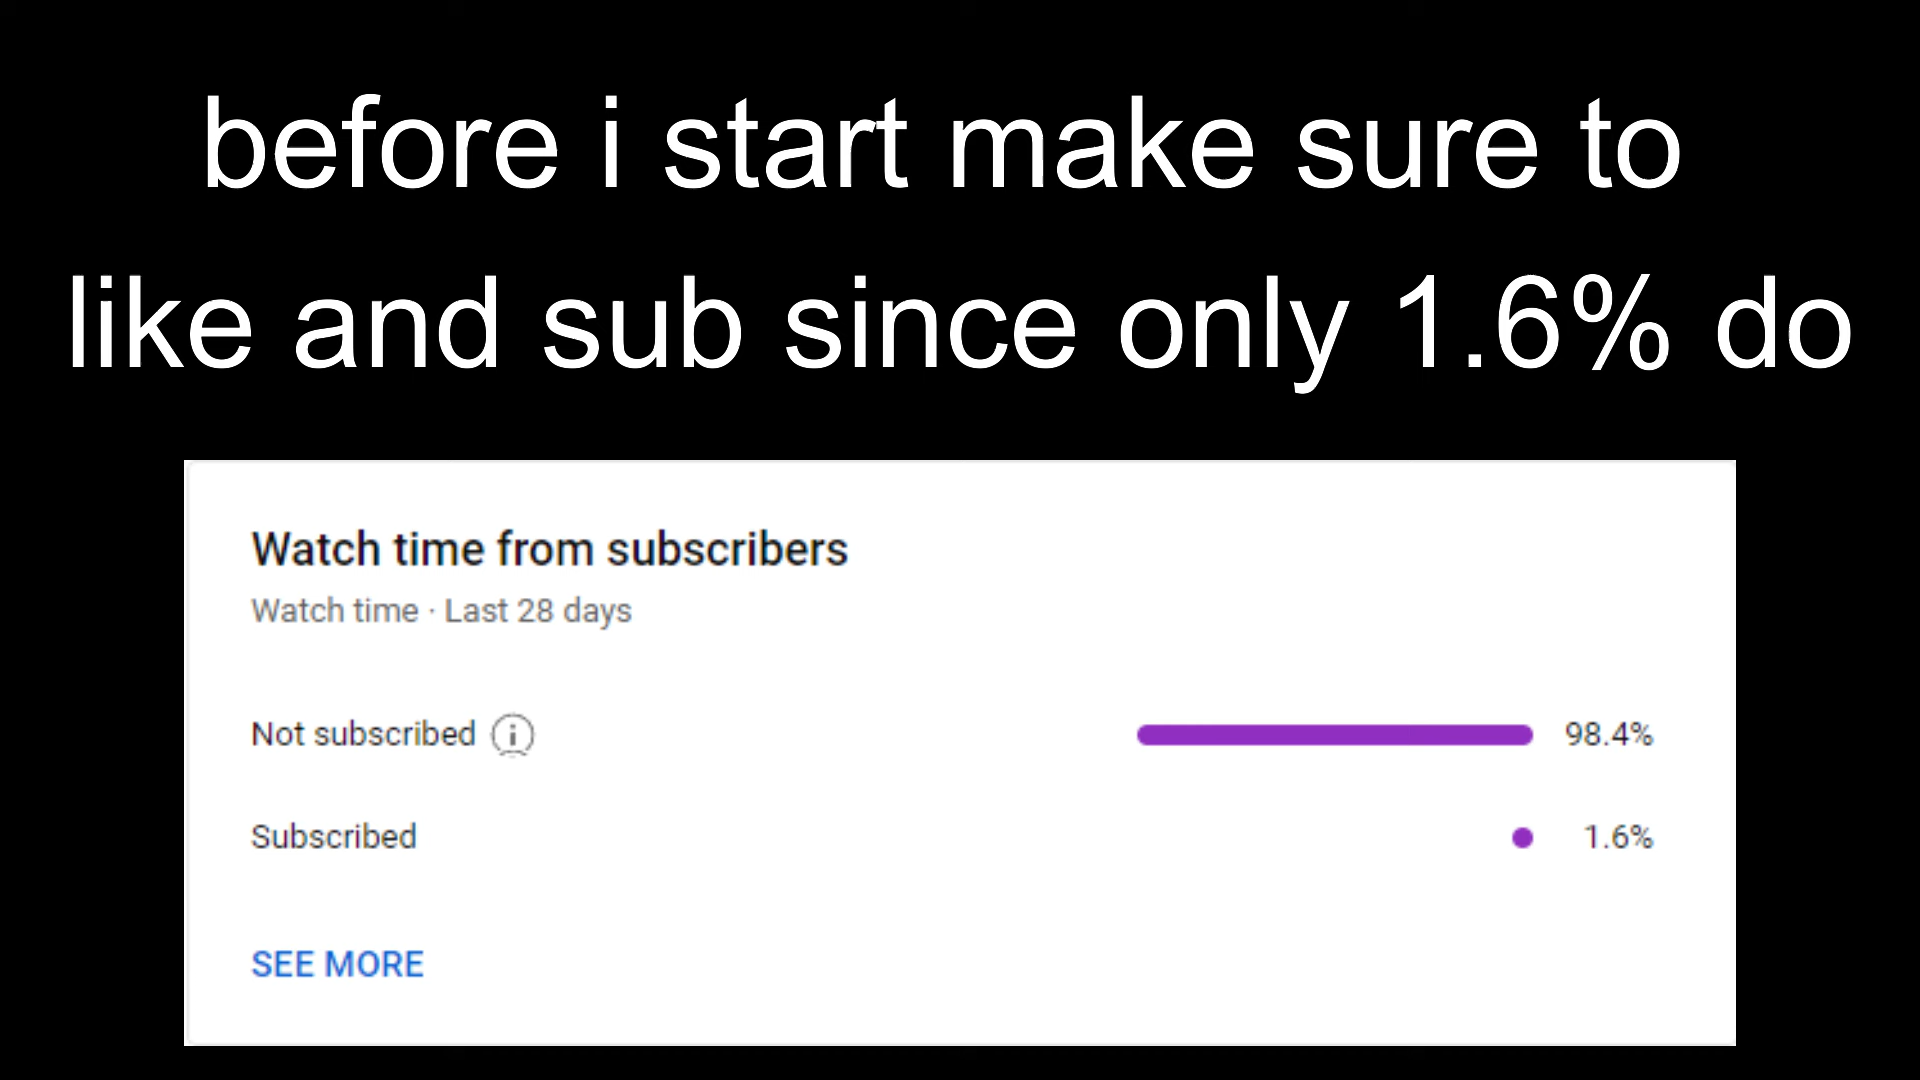 before i start make sure to
like and sub since only 1.6% do
Watch time from subscribers
Watch time · Last 28 days
Not subscribed 98.4%
Subscribed 1.6%
SEE MORE